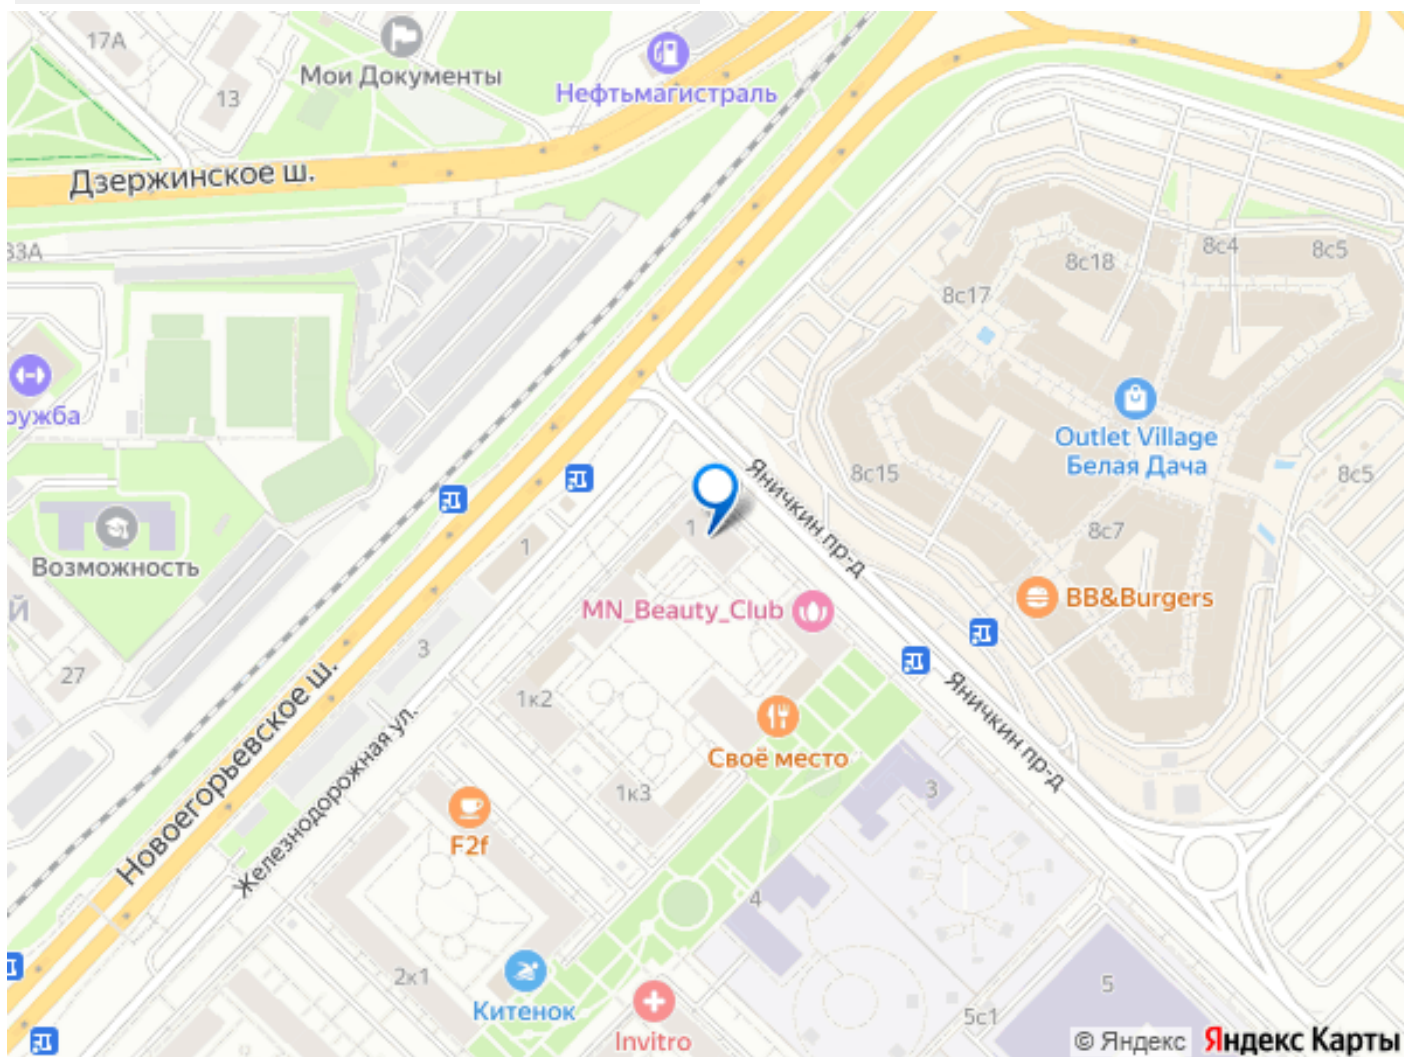 17А
Мои Документы
13
Нефтьмагистраль
Дзержинское ш.
33А
8с4
8с5
8с18
8с17
ружба
Outlet Village
Белая Дача
8с15
8с5
Яничкин пр-д
1
1
8с7
Возможность
Й
MN_Beauty_Club
BB&Burgers
3
27
1к2
Новоегорьевское ш.
Железнодорожная ул.
Яничкин пр-д
Своё место
1к3
3
F2f
4
2к1
Китенок
5
5с1
Invitro
© Яндекс Яндекс Карты